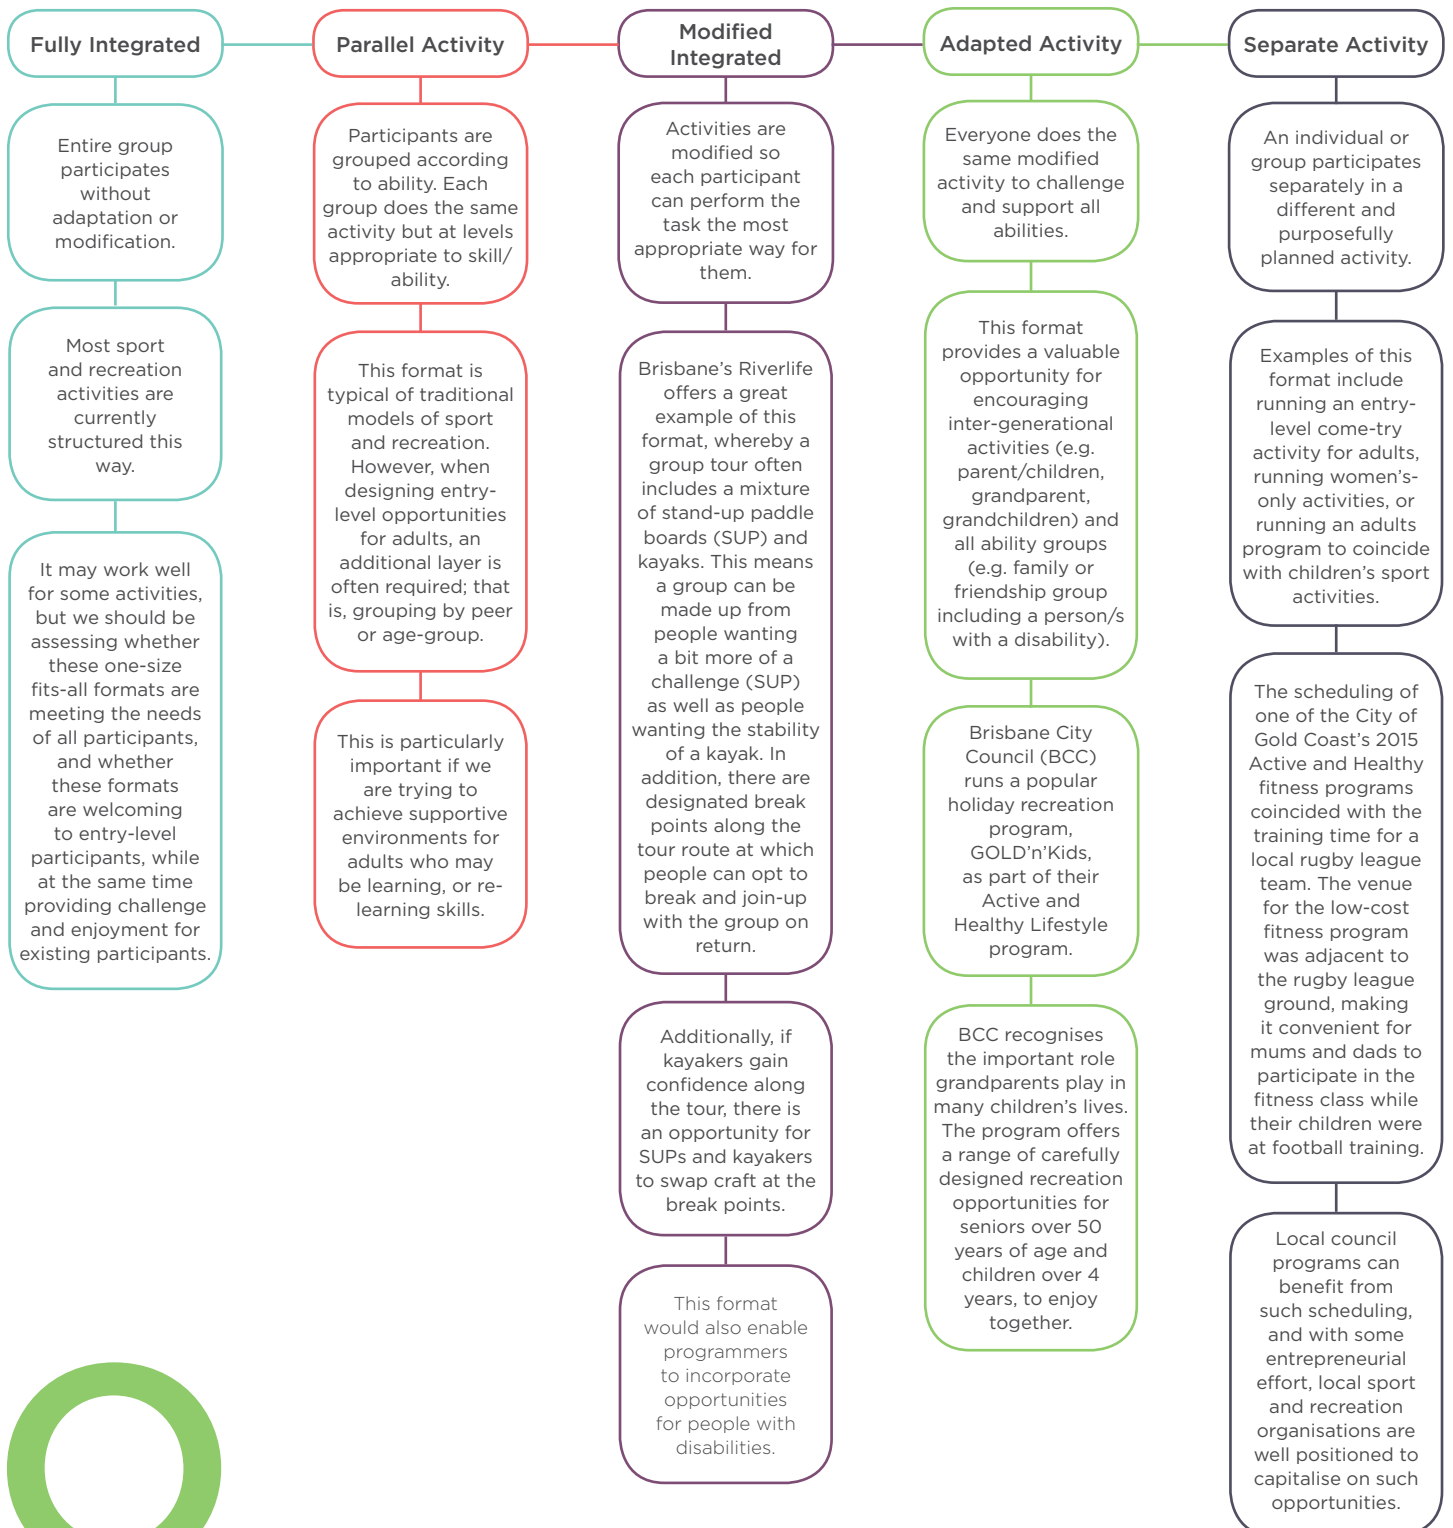 Fully Integrated
Entire group
participates
without
adaptation or
modification.
Most sport
and recreation
activities are
currently
structured this
way.
It may work well
for some activities,
but we should be
assessing whether
these one-size
fits-all formats are
meeting the needs
of all participants,
and whether
these formats
are welcoming
to entry-level
participants, while
at the same time
providing challenge
and enjoyment for
existing participants.
Parallel Activity
Participants are
grouped according
to ability. Each
group does the same
activity but at levels
appropriate to skill/
ability.
This format is
typical of traditional
models of sport
and recreation.
However, when
designing entry-
level opportunities
for adults, an
additional layer is
often required; that
is, grouping by peer
or age-group.
This is particularly
important if we
are trying to
achieve supportive
environments for
adults who may
be learning, or re-
learning skills.
Modified
Integrated
Activities are
modified so
each participant
can perform the
task the most
appropriate way for
them.
Brisbane’s Riverlife
offers a great
example of this
format, whereby a
group tour often
includes a mixture
of stand-up paddle
boards (SUP) and
kayaks. This means
a group can be
made up from
people wanting
a bit more of a
challenge (SUP)
as well as people
wanting the stability
of a kayak. In
addition, there are
designated break
points along the
tour route at which
people can opt to
break and join-up
with the group on
return.
Additionally, if
kayakers gain
confidence along
the tour, there is
an opportunity for
SUPs and kayakers
to swap craft at the
break points.
This format
would also enable
programmers
to incorporate
opportunities
for people with
disabilities.
Adapted Activity
Everyone does the
same modified
activity to challenge
and support all
abilities.
This format
provides a valuable
opportunity for
encouraging
inter-generational
activities (e.g.
parent/children,
grandparent,
grandchildren) and
all ability groups
(e.g. family or
friendship group
including a person/s
with a disability).
Brisbane City
Council (BCC)
runs a popular
holiday recreation
program,
GOLD’n’Kids,
as part of their
Active and
Healthy Lifestyle
program.
BCC recognises
the important role
grandparents play in
many children’s lives.
The program offers
a range of carefully
designed recreation
opportunities for
seniors over 50
years of age and
children over 4
years, to enjoy
together.
Separate Activity
An individual or
group participates
separately in a
different and
purposefully
planned activity.
Examples of this
format include
running an entry-
level come-try
activity for adults,
running women’s-
only activities, or
running an adults
program to coincide
with children’s sport
activities.
The scheduling of
one of the City of
Gold Coast’s 2015
Active and Healthy
fitness programs
coincided with the
training time for a
local rugby league
team. The venue
for the low-cost
fitness program
was adjacent to
the rugby league
ground, making
it convenient for
mums and dads to
participate in the
fitness class while
their children were
at football training.
Local council
programs can
benefit from
such scheduling,
and with some
entrepreneurial
effort, local sport
and recreation
organisations are
well positioned to
capitalise on such
opportunities.